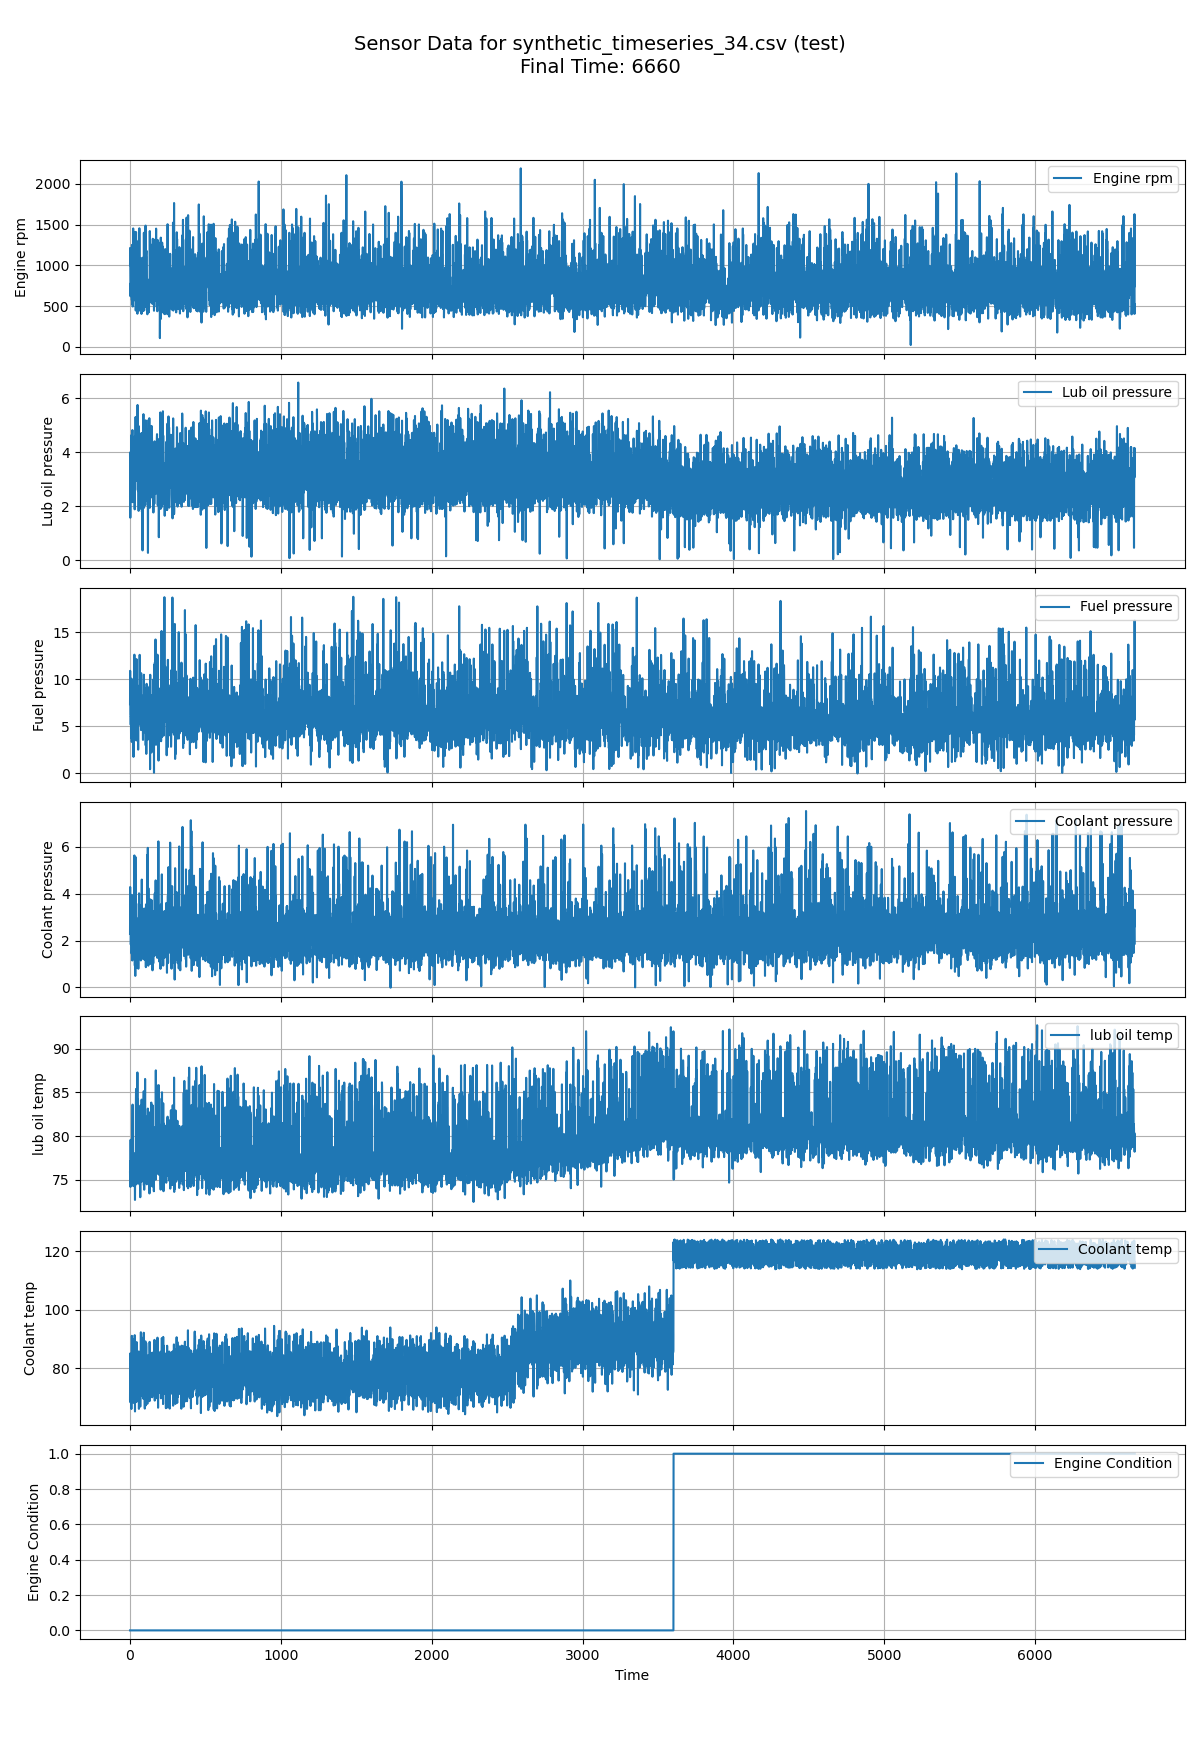 Sensor Data for synthetic_timeseries_34.csv (test)
Final Time: 6660
Engine rpm
2000
1500
1000
500
0
Engine rpm
Lub oil pressure
6
4
2
0
Lub oil pressure
Fuel pressure
15
10
5
0
Fuel pressure
Coolant pressure
6
4
2
0
Coolant pressure
lub oil temp
90
85
80
75
lub oil temp
Coolant temp
120
100
80
Coolant temp
Engine Condition
1.0
0.8
0.6
0.4
0.2
0.0
Engine Condition
0 1000 2000 3000 4000 5000 6000
Time